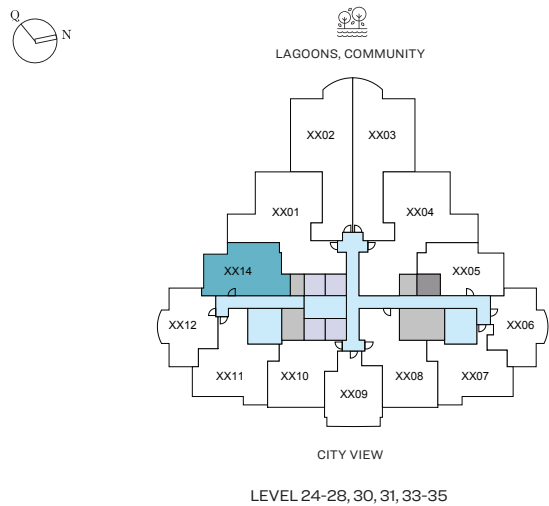 Q
N
LAGOONS, COMMUNITY
XX02 XX03
XX01 XX04
XX14 XX05
XX12 XX06
XX11 XX10 XX09 XX08 XX07
CITY VIEW
LEVEL 24-28, 30, 31, 33-35